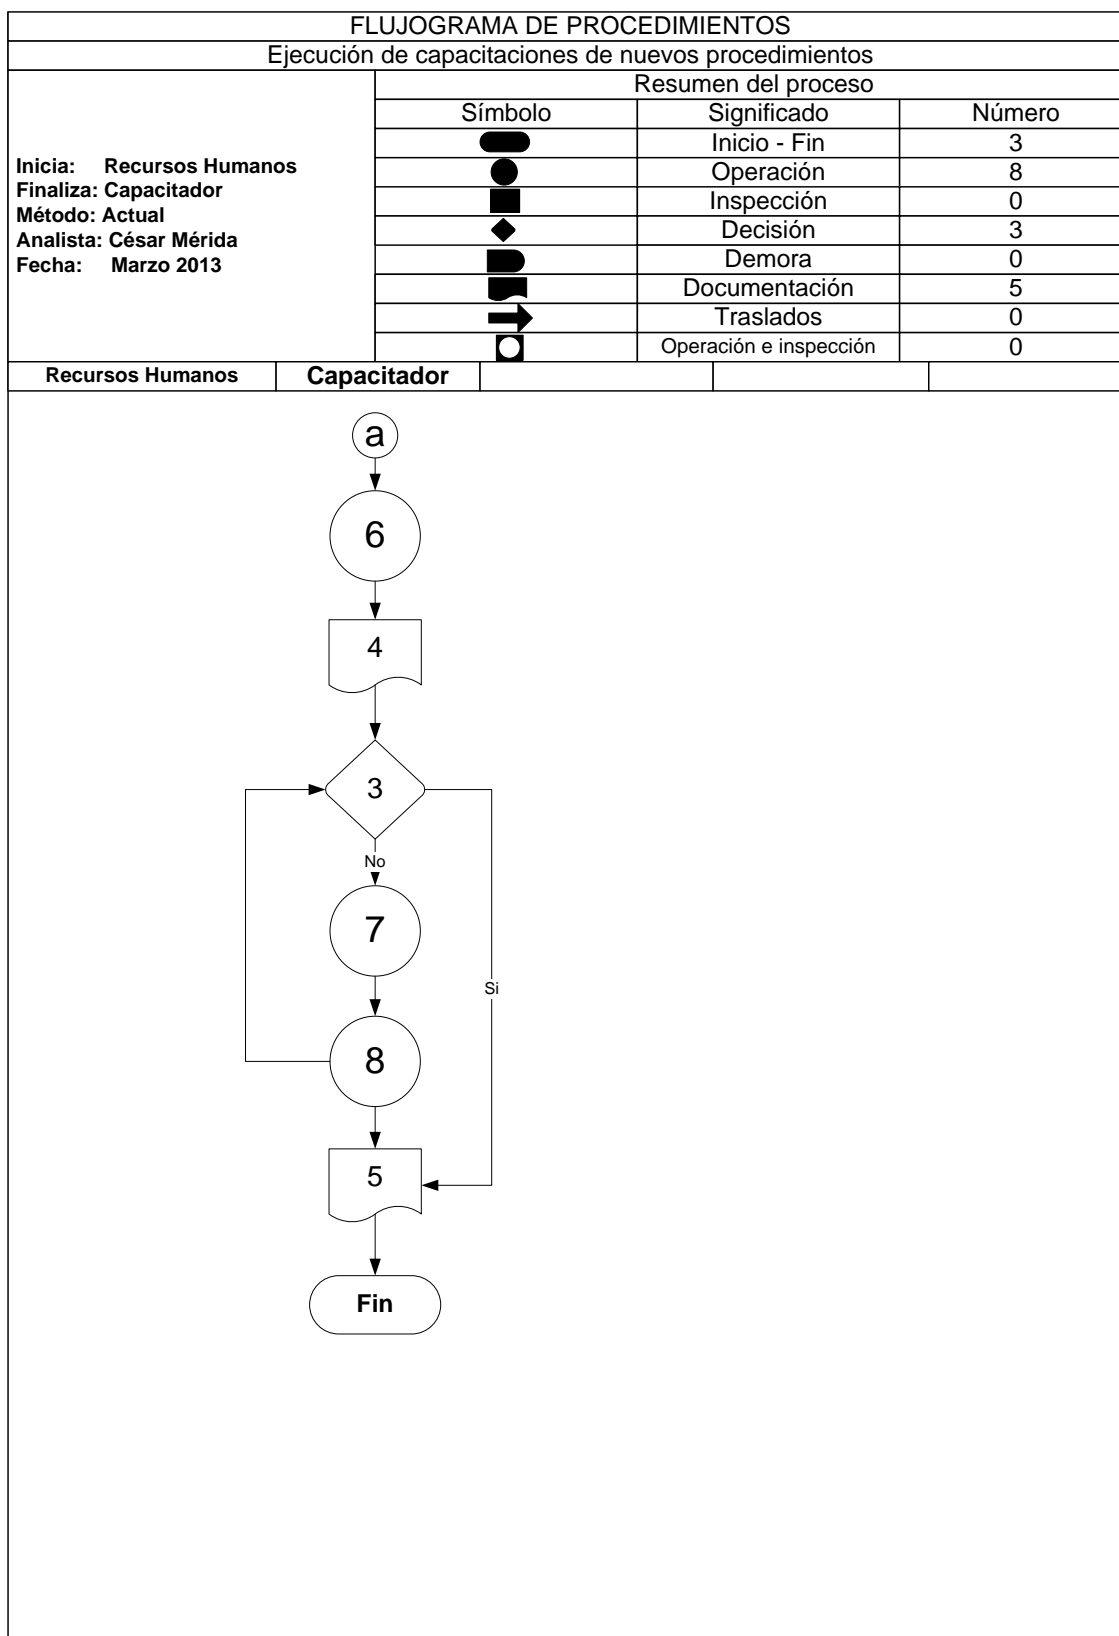 FLUJOGRAMA DE PROCEDIMIENTOS
Ejecución de capacitaciones de nuevos procedimientos
Inicia: Recursos Humanos
Finaliza: Capacitador
Método: Actual
Analista: César Mérida
Fecha: Marzo 2013
Resumen del proceso
Símbolo Significado Número
Inicio - Fin 3
Operación 8
Inspección 0
Decisión 3
Demora 0
Documentación 5
Traslados 0
Operación e inspección 0
Recursos Humanos Capacitador
a
6
4
3
No
7
Si
8
5
Fin